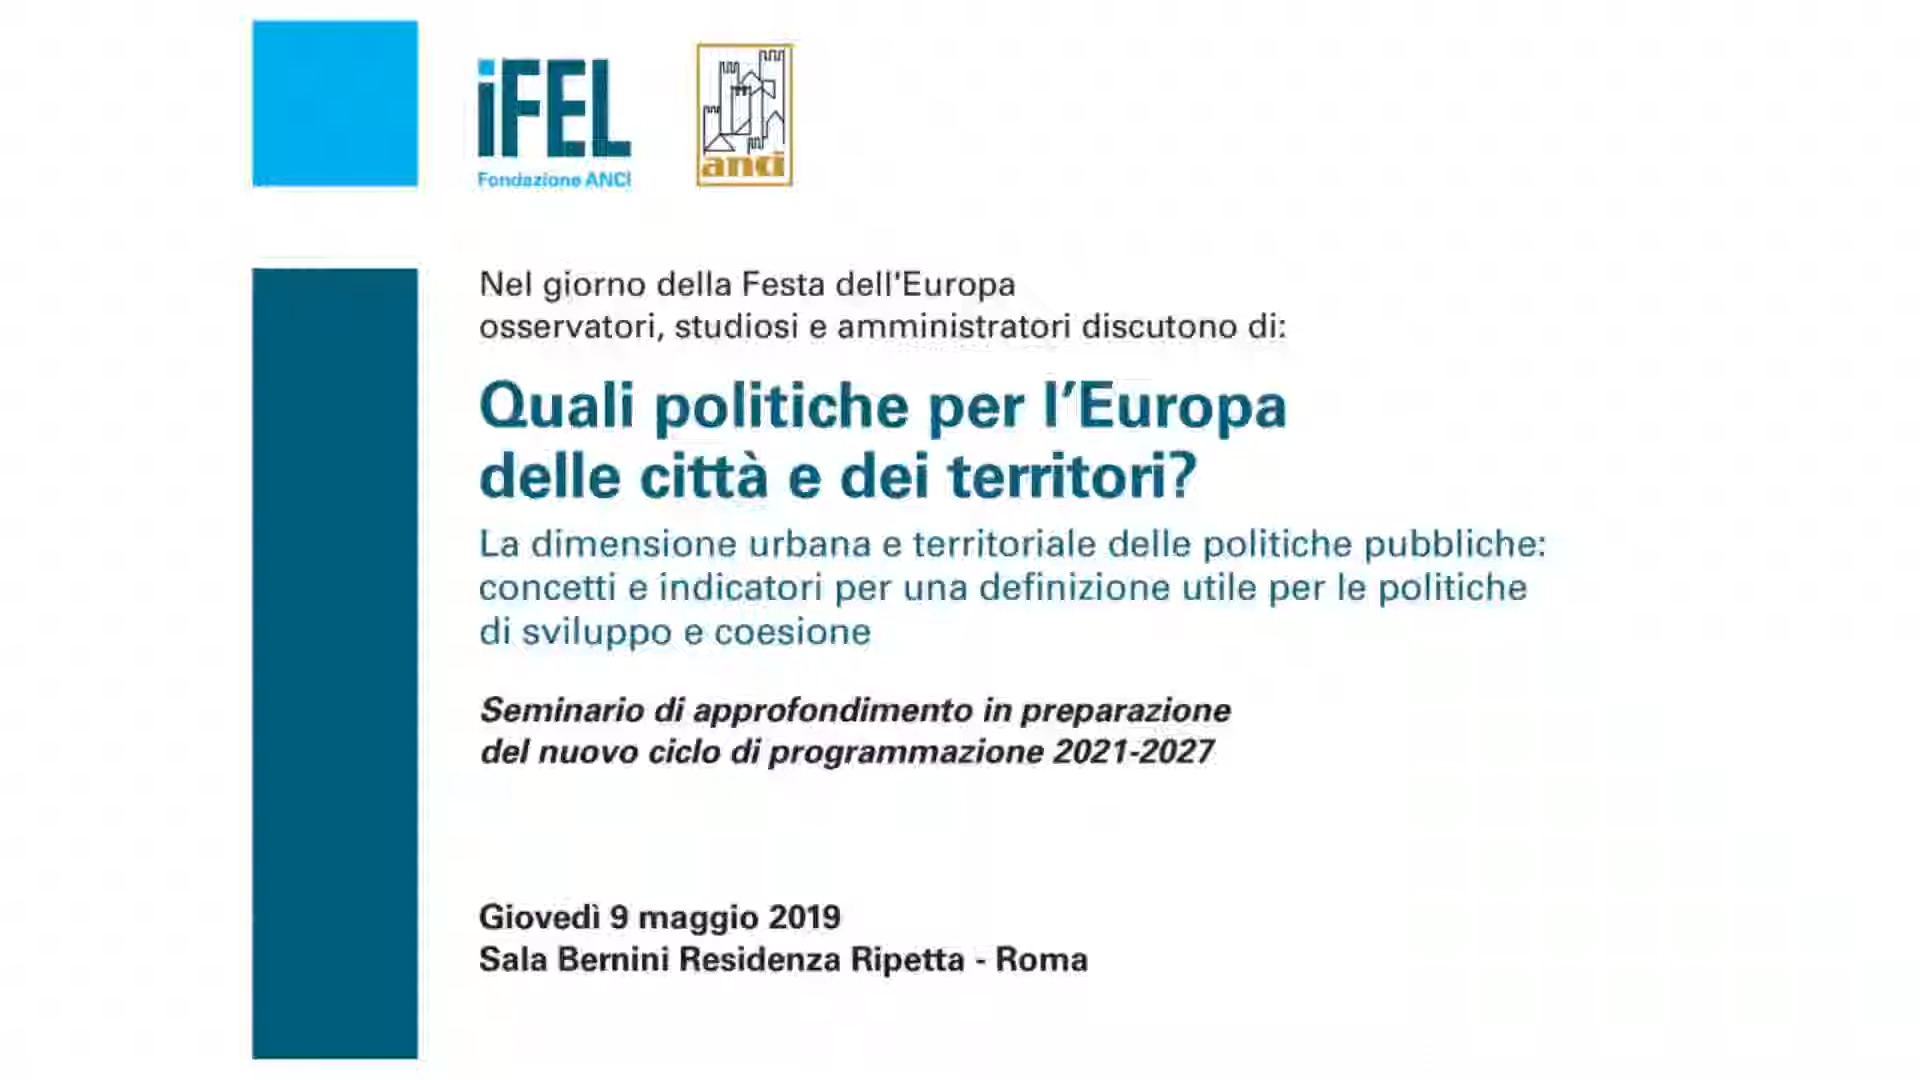 iFEL
Fondazione ANCI
anci
Nel giorno della Festa dell'Europa
osservatori, studiosi e amministratori discutono di:
Quali politiche per l’Europa
delle città e dei territori?
La dimensione urbana e territoriale delle politiche pubbliche:
concetti e indicatori per una definizione utile per le politiche
di sviluppo e coesione
Seminario di approfondimento in preparazione
del nuovo ciclo di programmazione 2021-2027
Giovedì 9 maggio 2019
Sala Bernini Residenza Ripetta - Roma